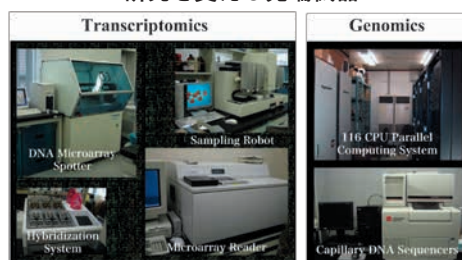 Transcriptomics
DNA Microarray
Spotter
Sampling Robot
Hybridization
System
Microarray Reader
Genomics
116 CPU Parallel
Computing System
Capillary DNA Sequencers